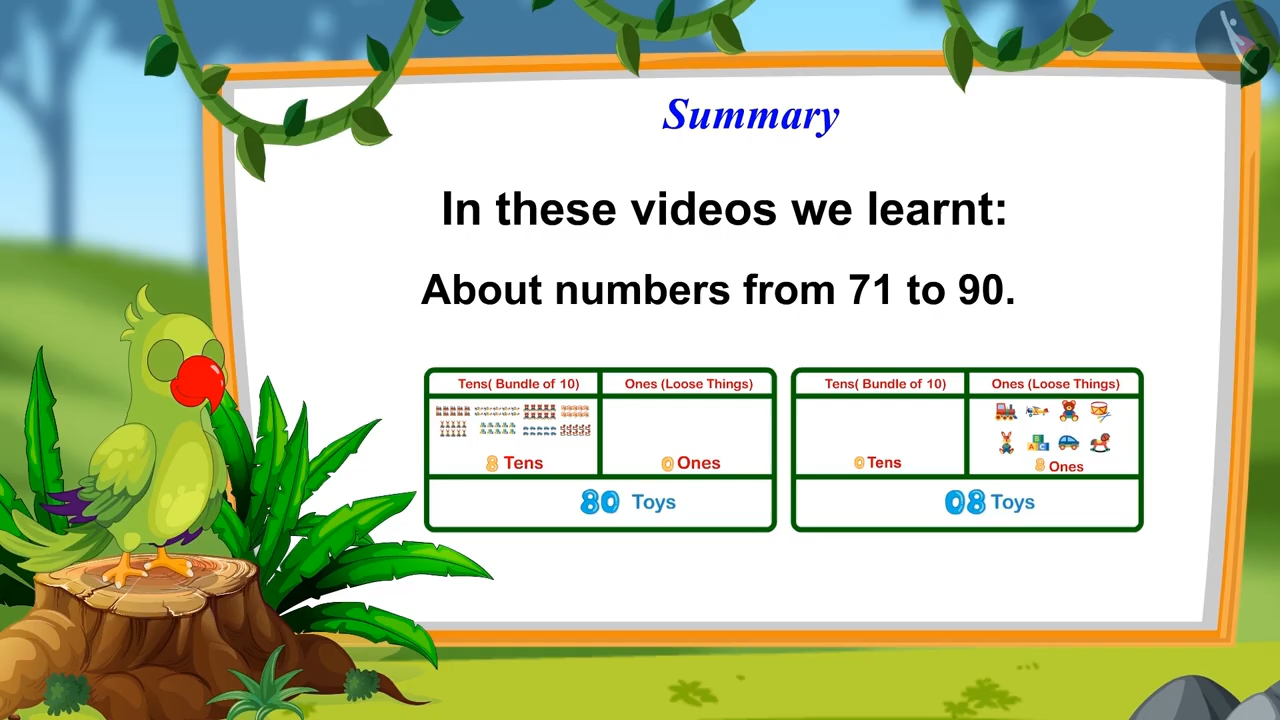 Summary
In these videos we learnt:
About numbers from 71 to 90.
Tens( Bundle of 10) Ones (Loose Things)
8 Tens 0 Ones
80 Toys
Tens( Bundle of 10) Ones (Loose Things)
0 Tens 8 Ones
08 Toys